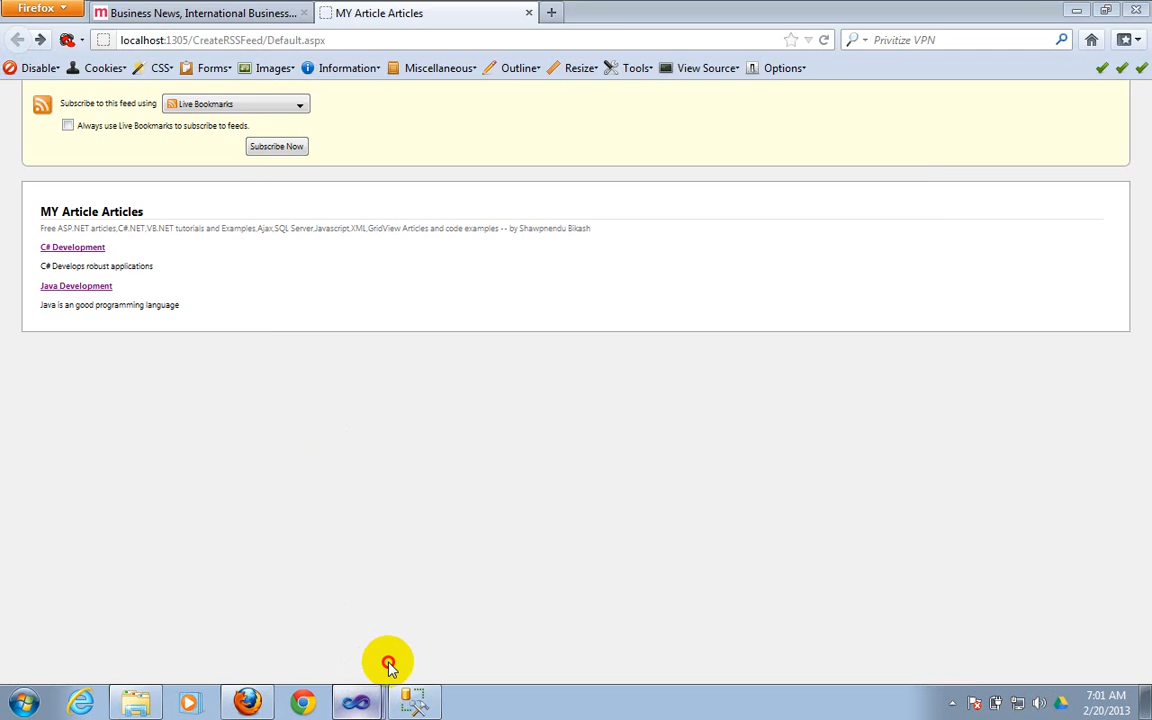 Firefox
Business News, International Business...
MY Article Articles
localhost:1305/CreateRSSFeed/Default.aspx
Privitize VPN
Disable
Cookies
CSS
Forms
Images
Information
Miscellaneous
Outline
Resize
Tools
View Source
Options
Subscribe to this feed using
Live Bookmarks
Always use Live Bookmarks to subscribe to feeds.
Subscribe Now
MY Article Articles
Free ASP.NET articles,C#.NET,VB.NET tutorials and Examples,Ajax,SQL Server,Javascript,XML,GridView Articles and code examples -- by Shawpnendu Bikash
C# Development
C# Develops robust applications
Java Development
Java is an good programming language
7:01 AM
2/20/2013